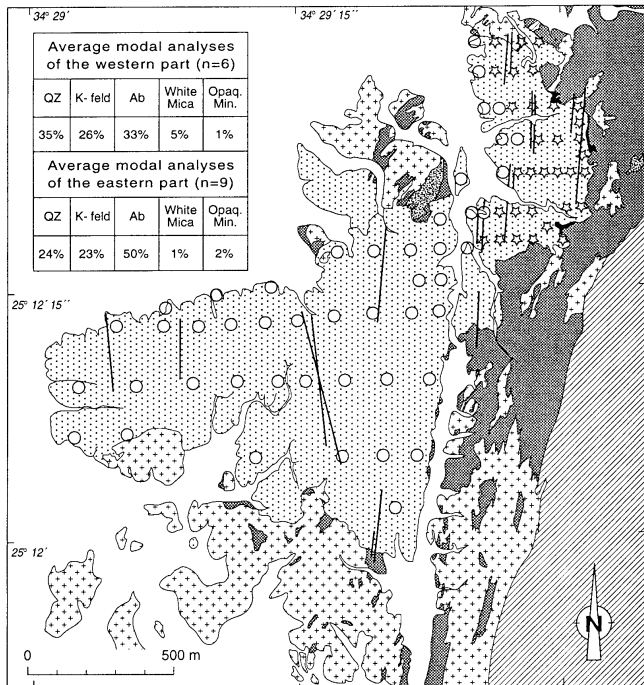 34° 29'
34° 29' 15''
Average modal analyses
of the western part (n=6)
QZ K- feld Ab White Mica Opaq. Min.
35% 26% 33% 5% 1%
Average modal analyses
of the eastern part (n=9)
QZ K- feld Ab White Mica Opaq. Min.
24% 23% 50% 1% 2%
25° 12' 15''
25° 12'
N
0 500 m